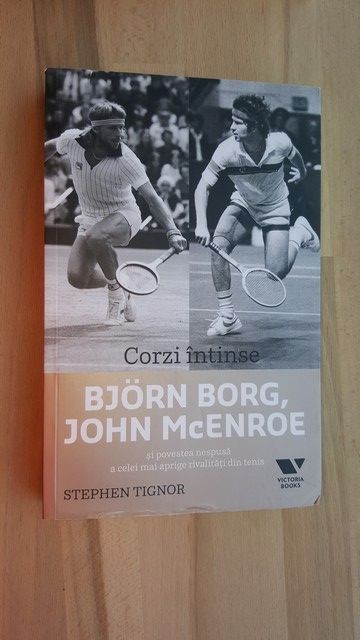 Corzi întinse
BJÖRN BORG,
JOHN McENROE
și povestea nespusă
a celei mai aprige rivalități din tenis
STEPHEN TIGNOR
VICTORIA
BOOKS